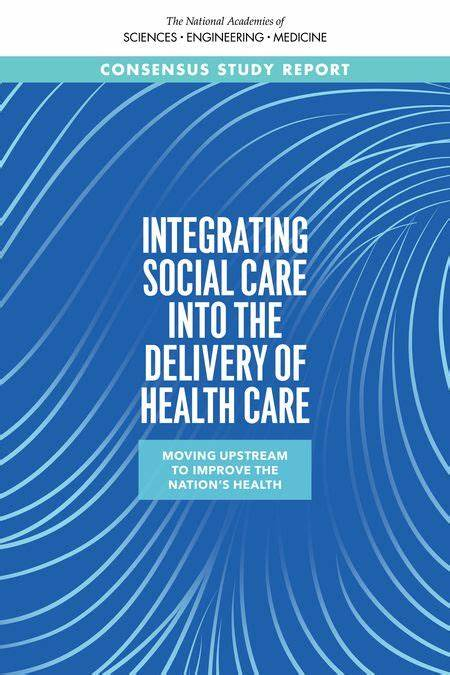 The National Academies of
SCIENCES • ENGINEERING • MEDICINE
CONSENSUS STUDY REPORT
INTEGRATING
SOCIAL CARE
INTO THE
DELIVERY OF
HEALTH CARE
MOVING UPSTREAM
TO IMPROVE THE
NATION'S HEALTH